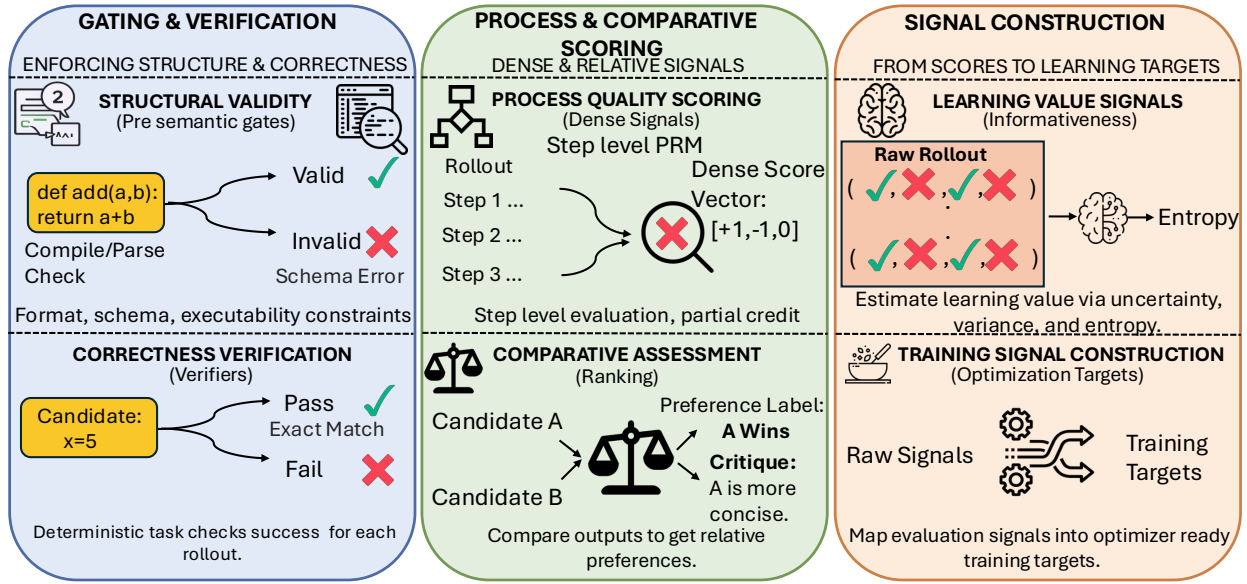 GATING & VERIFICATION
ENFORCING STRUCTURE & CORRECTNESS
2
STRUCTURAL VALIDITY
(Pre semantic gates)
def add(a,b):
return a+b
Valid
Invalid
Compile/Parse
Check
Schema Error
Format, schema, executability constraints
CORRECTNESS VERIFICATION
(Verifiers)
Candidate:
x=5
Pass
Exact Match
Fail
Deterministic task checks success for each
rollout.
PROCESS & COMPARATIVE
SCORING
DENSE & RELATIVE SIGNALS
PROCESS QUALITY SCORING
(Dense Signals)
Step level PRM
Rollout
Step 1 ...
Step 2 ...
Step 3 ...
Dense Score
Vector:
[+1,-1,0]
Step level evaluation, partial credit
COMPARATIVE ASSESSMENT
(Ranking)
Candidate A
Candidate B
Preference Label:
A Wins
Critique:
A is more
concise.
Compare outputs to get relative
preferences.
SIGNAL CONSTRUCTION
FROM SCORES TO LEARNING TARGETS
LEARNING VALUE SIGNALS
(Informativeness)
Raw Rollout
( , , , )
.
.
( , , , )
Entropy
Estimate learning value via uncertainty,
variance, and entropy.
TRAINING SIGNAL CONSTRUCTION
(Optimization Targets)
Raw Signals
Training
Targets
Map evaluation signals into optimizer ready
training targets.